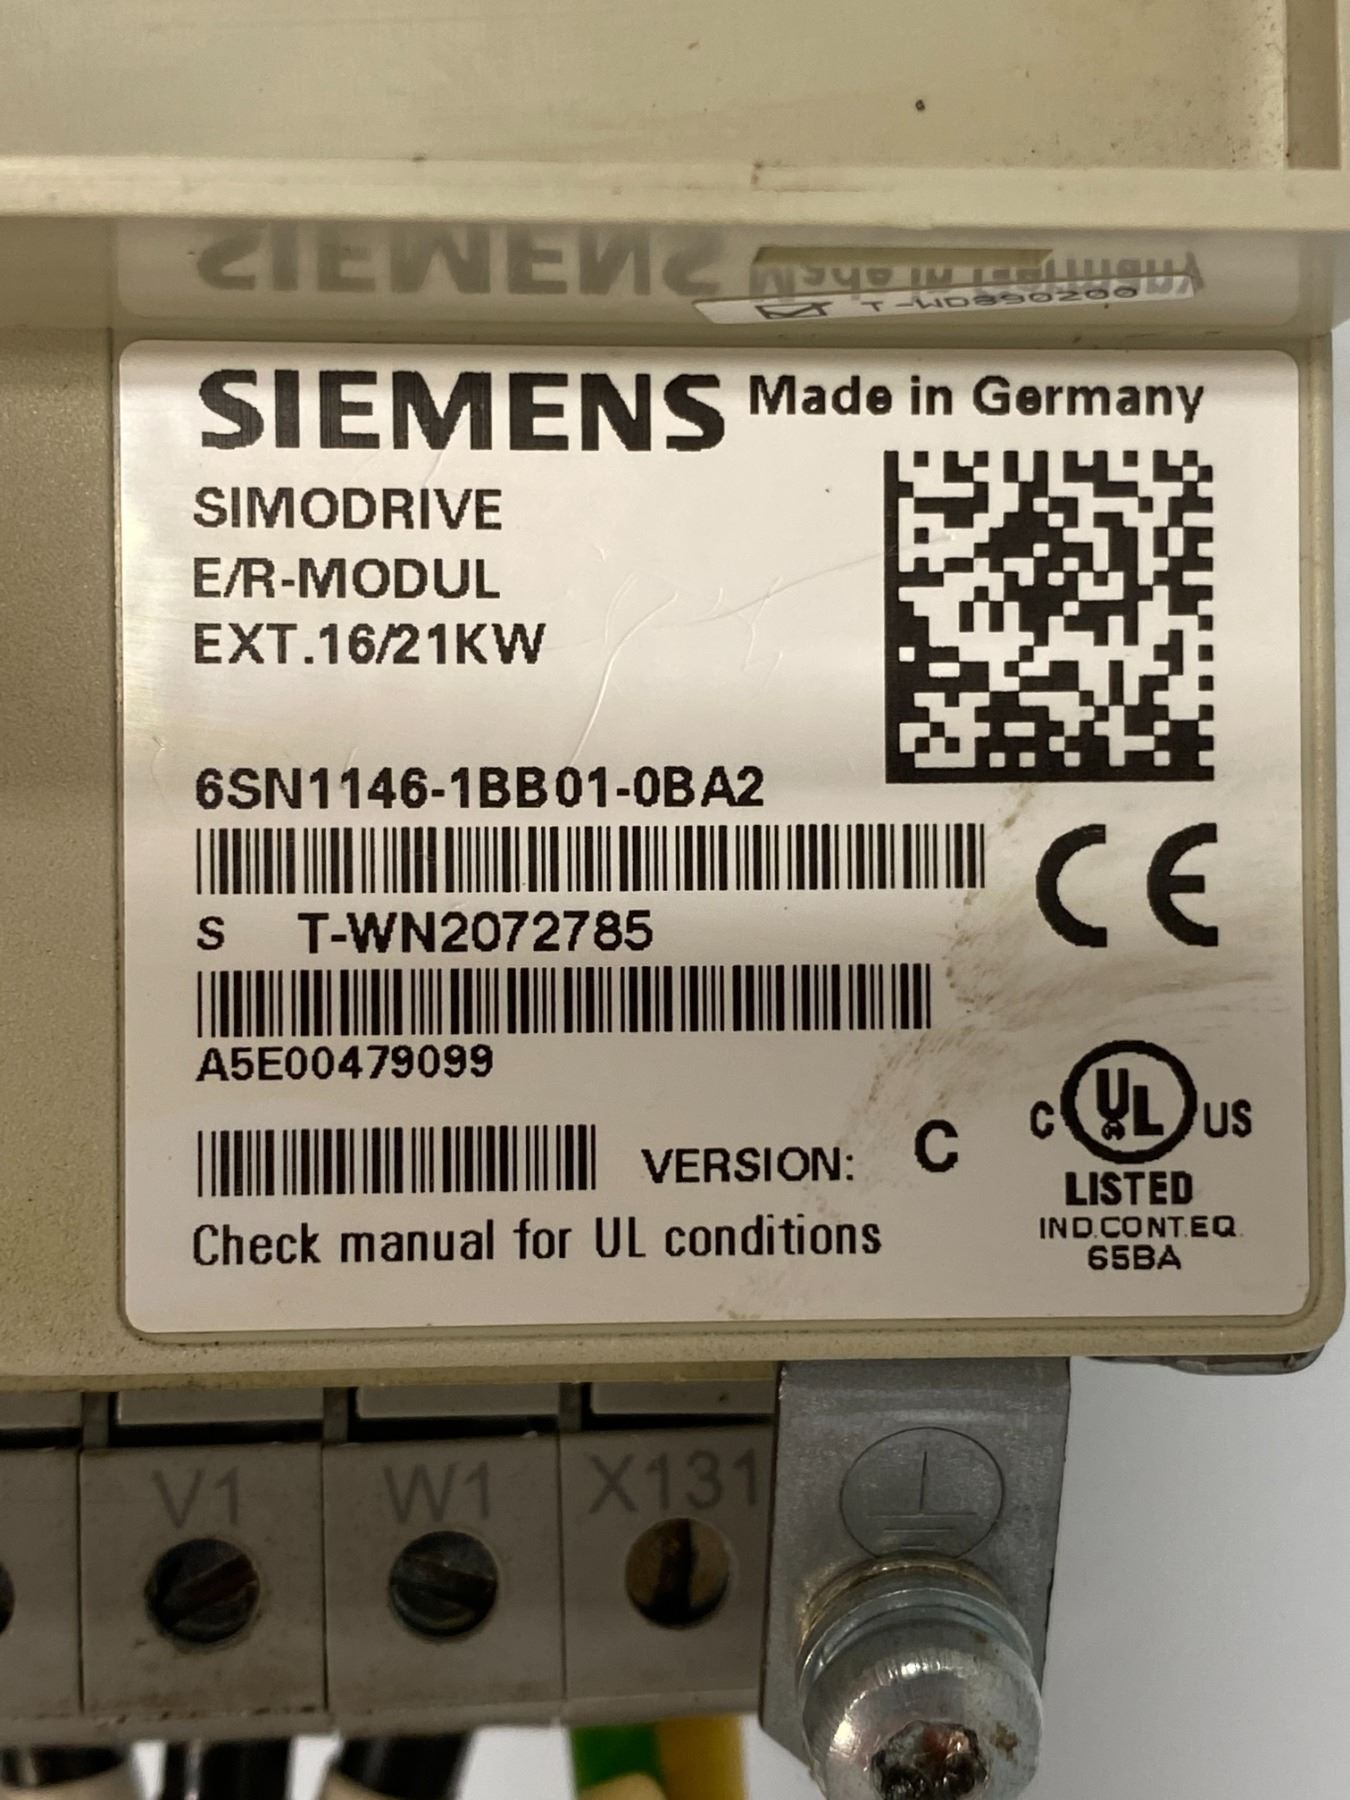 T-WD890200
SIEMENS Made in Germany
SIMODRIVE
E/R-MODUL
EXT.16/21KW
6SN1146-1BB01-0BA2
S T-WN2072785
A5E00479099
VERSION: C
Check manual for UL conditions
CE
C UL US
LISTED
IND.CONT.EQ.
65BA
V1 W1 X131